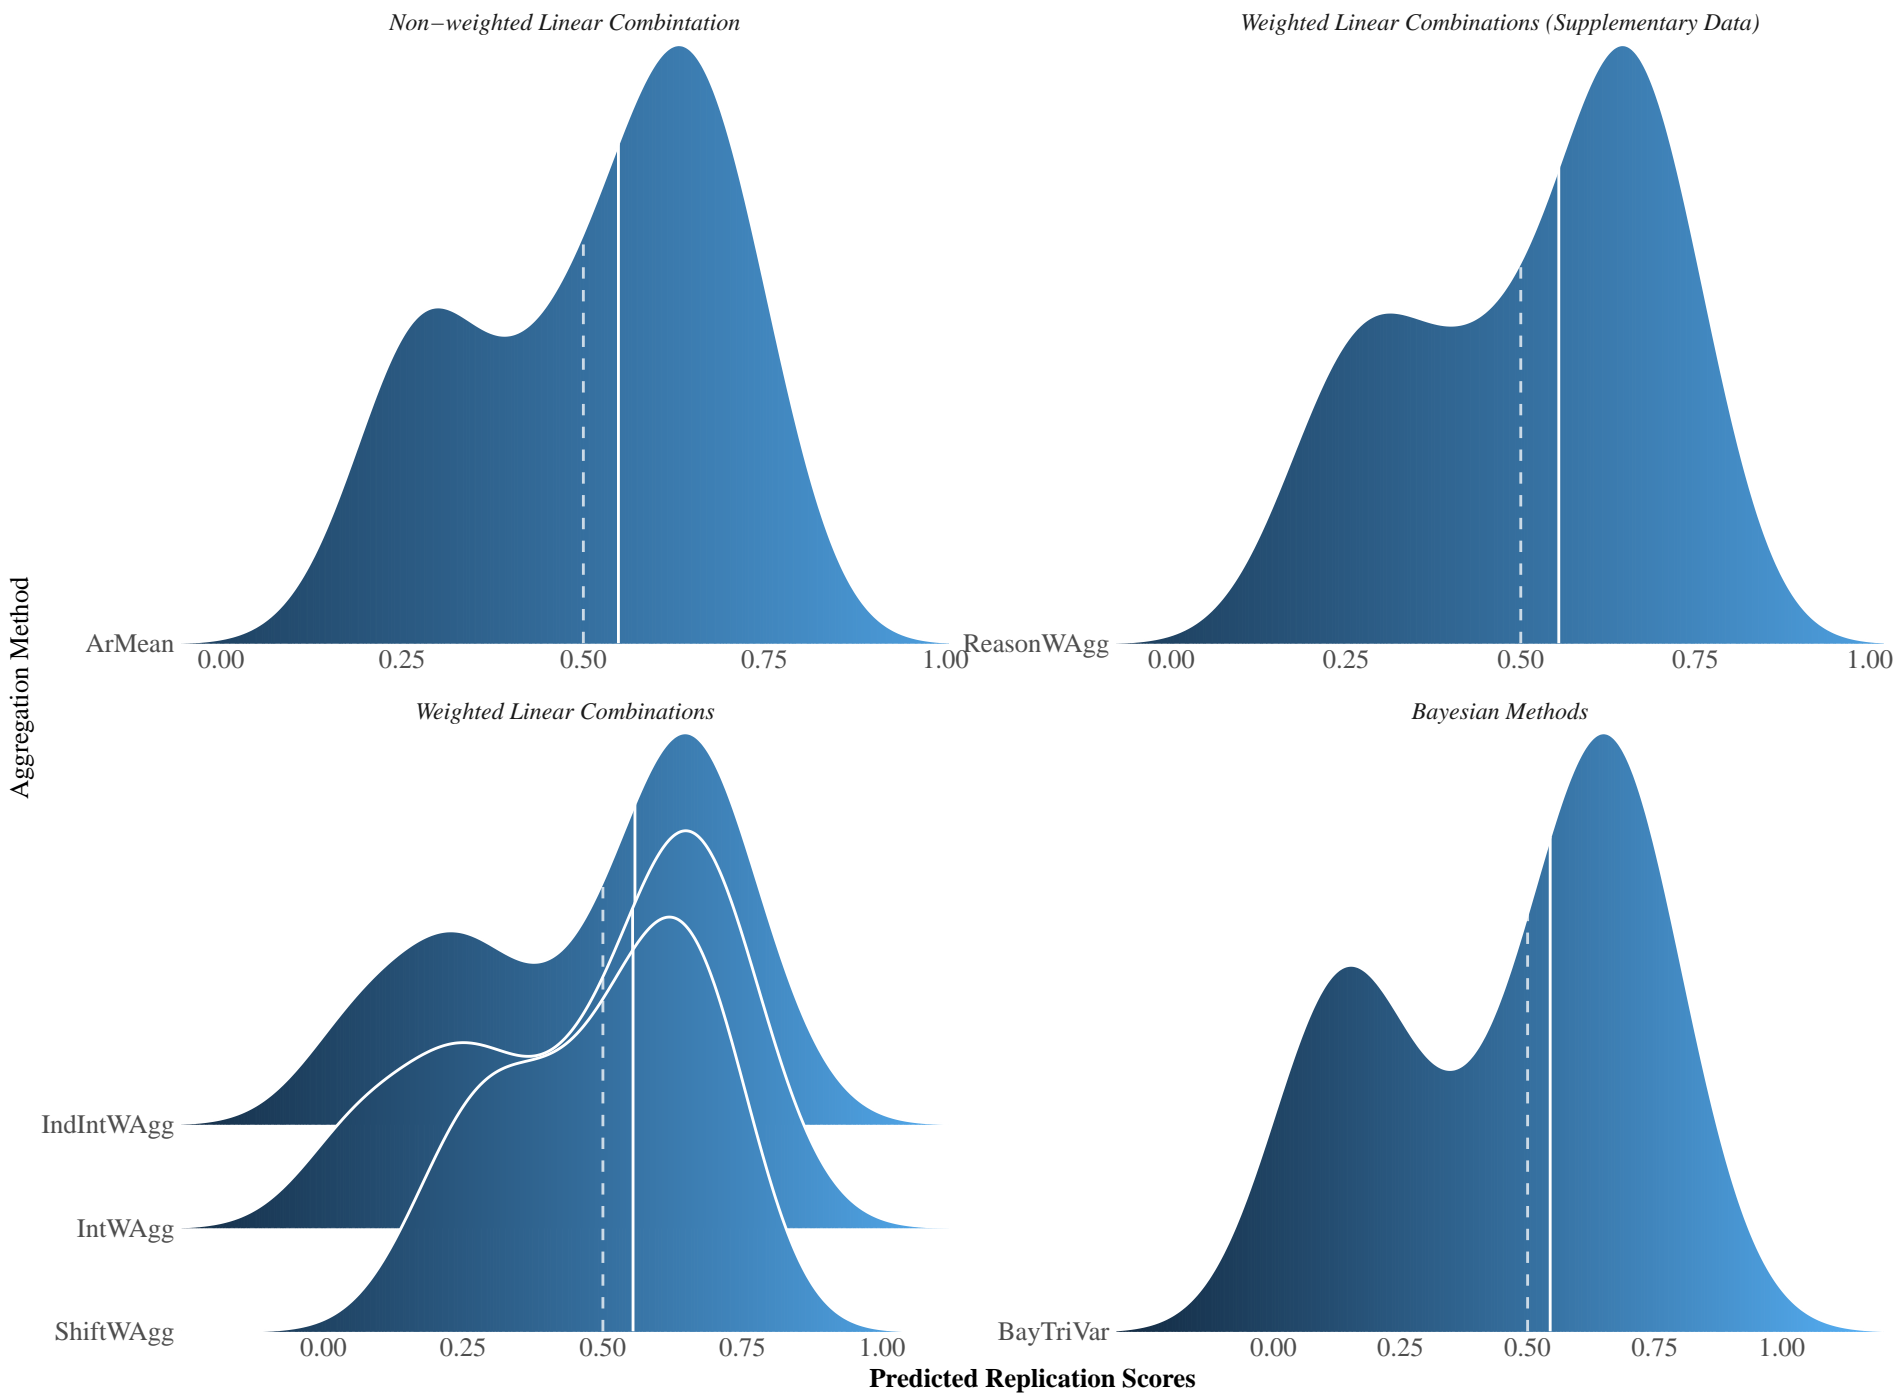 Non−weighted Linear Combintation
Weighted Linear Combinations (Supplementary Data)
Aggregation Method
ArMean
0.00 0.25 0.50 0.75 1.00
ReasonWAgg
0.00 0.25 0.50 0.75 1.00
Weighted Linear Combinations
Bayesian Methods
IndIntWAgg
IntWAgg
ShiftWAgg
0.00 0.25 0.50 0.75 1.00
BayTriVar
0.00 0.25 0.50 0.75 1.00
Predicted Replication Scores